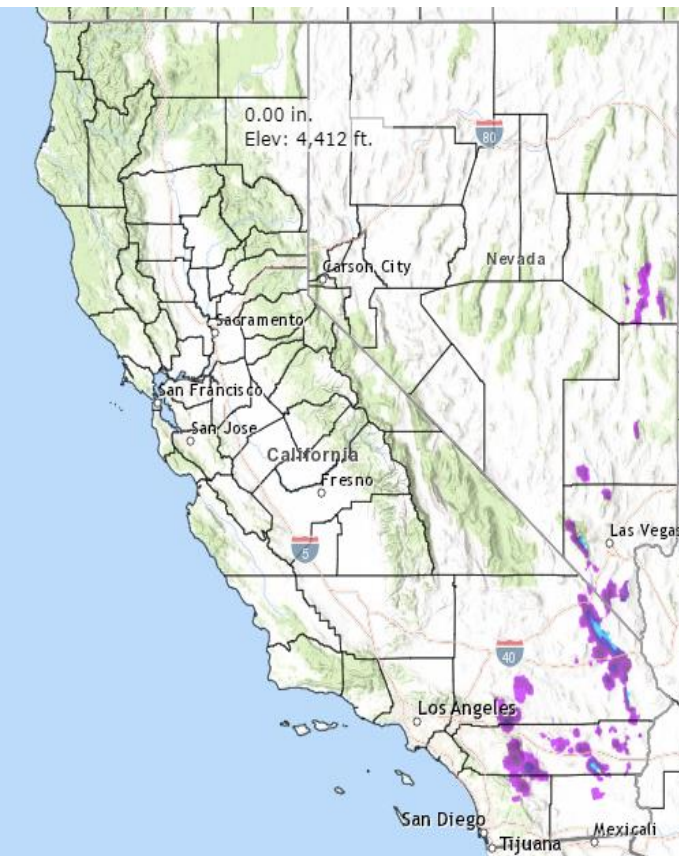 0.00 in.
Elev: 4,412 ft.
80
Nevada
Carson City
Sacramento
San Francisco
San Jose
California
Fresno
5
Las Vegas
40
Los Angeles
San Diego
Mexicali
Tijuana